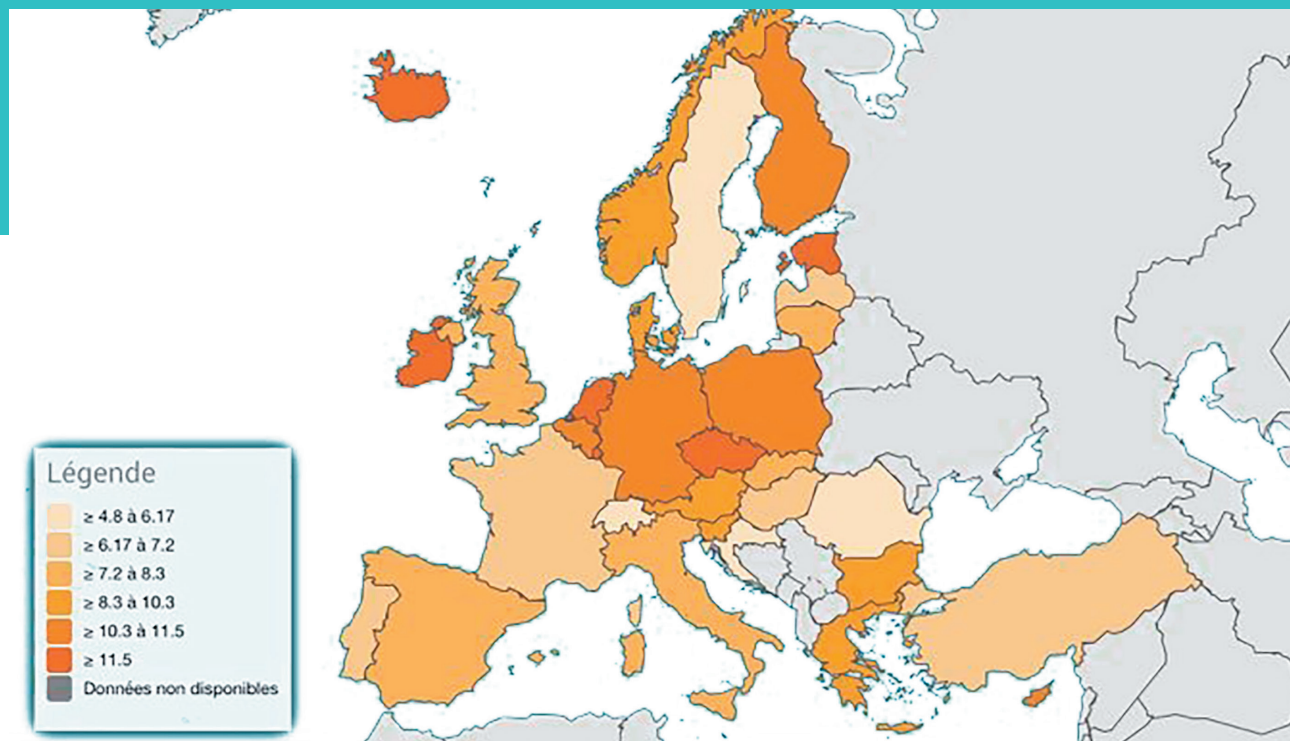 Légende
≥ 4.8 à 6.17
≥ 6.17 à 7.2
≥ 7.2 à 8.3
≥ 8.3 à 10.3
≥ 10.3 à 11.5
≥ 11.5
Données non disponibles